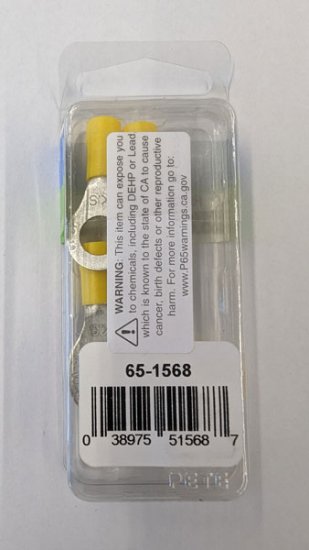 WARNING: This item can expose you
to chemicals, including DEHP or Lead
which is known to the state of CA to cause
cancer, birth defects or other reproductive
harm. For more information go to:
www.P65warnings.ca.gov
65-1568
0 38975 51568 7